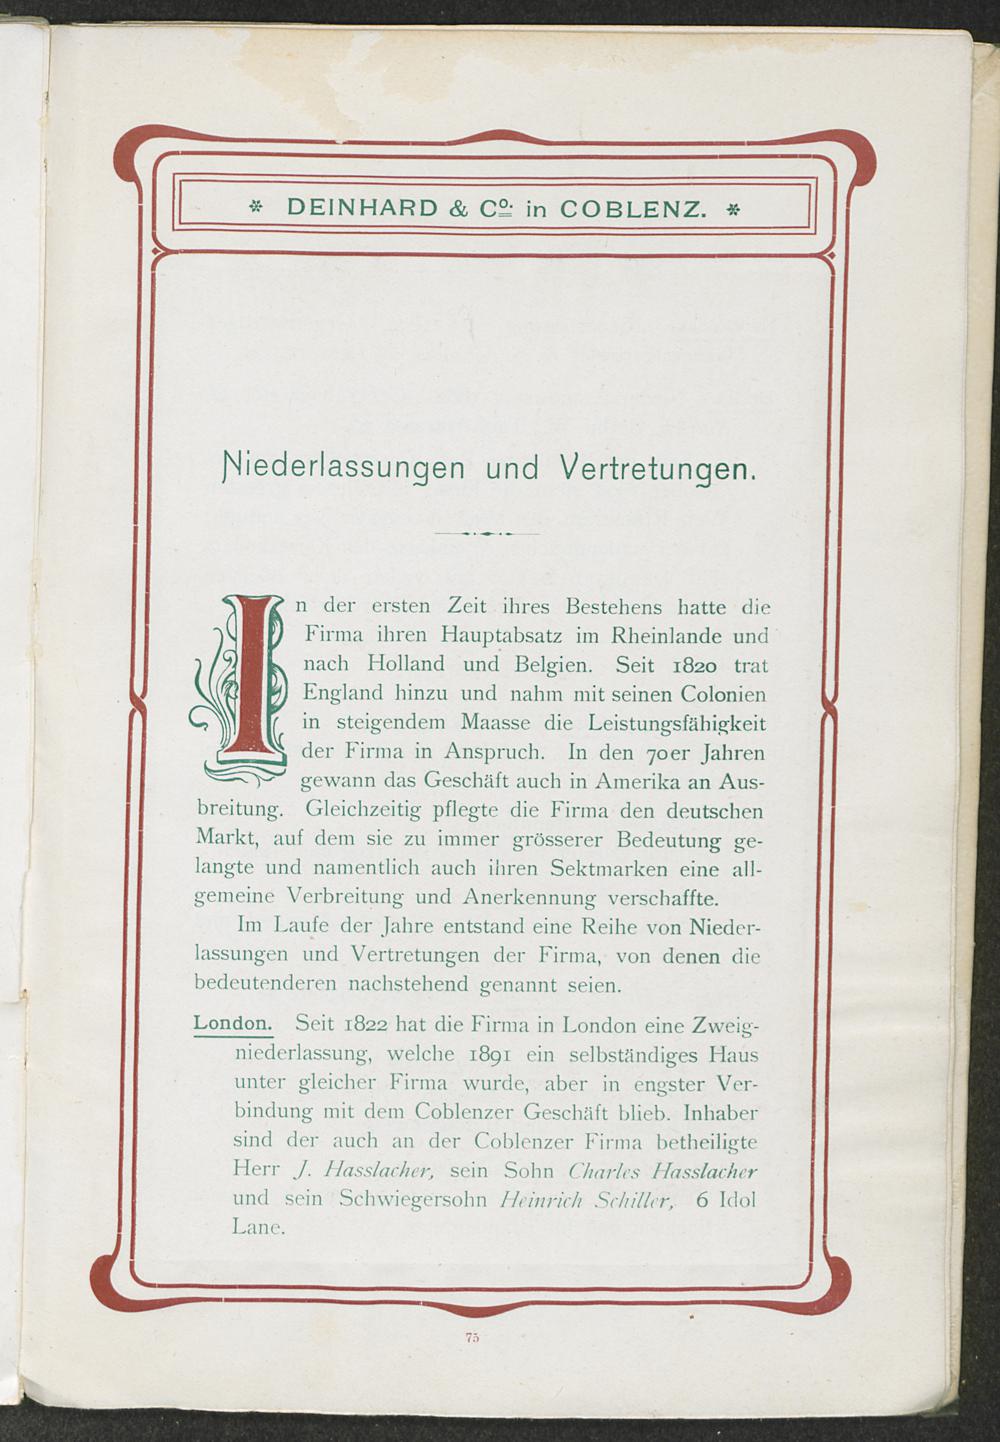 * DEINHARD & Co. in COBLENZ. *
Niederlassungen und Vertretungen.
In der ersten Zeit ihres Bestehens hatte die
Firma ihren Hauptabsatz im Rheinlande und
nach Holland und Belgien. Seit 1820 trat
England hinzu und nahm mit seinen Colonien
in steigendem Maasse die Leistungsfähigkeit
der Firma in Anspruch. In den 70er Jahren
gewann das Geschäft auch in Amerika an Aus-
breitung. Gleichzeitig pflegte die Firma den deutschen
Markt, auf dem sie zu immer grösserer Bedeutung ge-
langte und namentlich auch ihren Sektmarken eine all-
gemeine Verbreitung und Anerkennung verschaffte.
Im Laufe der Jahre entstand eine Reihe von Nieder-
lassungen und Vertretungen der Firma, von denen die
bedeutenderen nachstehend genannt seien.
London. Seit 1822 hat die Firma in London eine Zweig-
niederlassung, welche 1891 ein selbständiges Haus
unter gleicher Firma wurde, aber in engster Ver-
bindung mit dem Coblenzer Geschäft blieb. Inhaber
sind der auch an der Coblenzer Firma betheiligte
Herr J. Hasslacher, sein Sohn Charles Hasslacher
und sein Schwiegersohn Heinrich Schiller, 6 Idol
Lane.
75